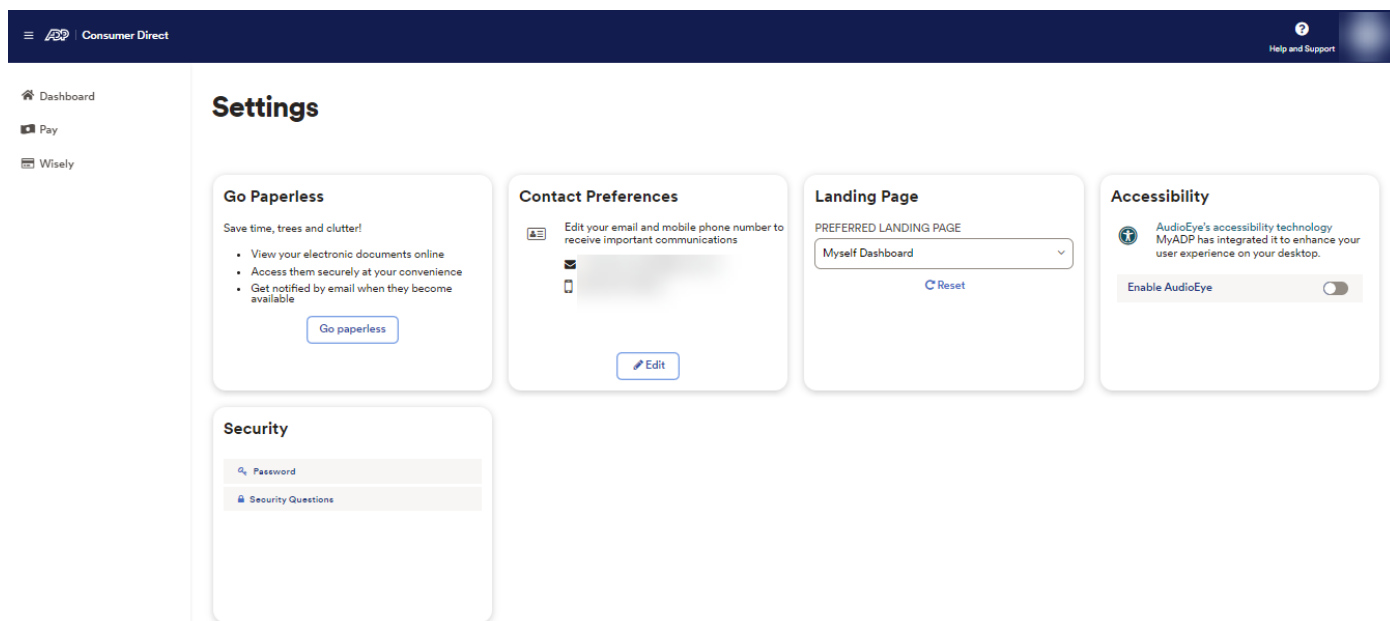 ADP Consumer Direct
Help and Support
Dashboard
Pay
Wisely
Settings
Go Paperless
Save time, trees and clutter!
• View your electronic documents online
• Access them securely at your convenience
• Get notified by email when they become
available
Go paperless
Contact Preferences
Edit your email and mobile phone number to
receive important communications
Edit
Landing Page
PREFERRED LANDING PAGE
Myself Dashboard
Reset
Accessibility
AudioEye's accessibility technology
MyADP has integrated it to enhance your
user experience on your desktop.
Enable AudioEye
Security
Password
Security Questions